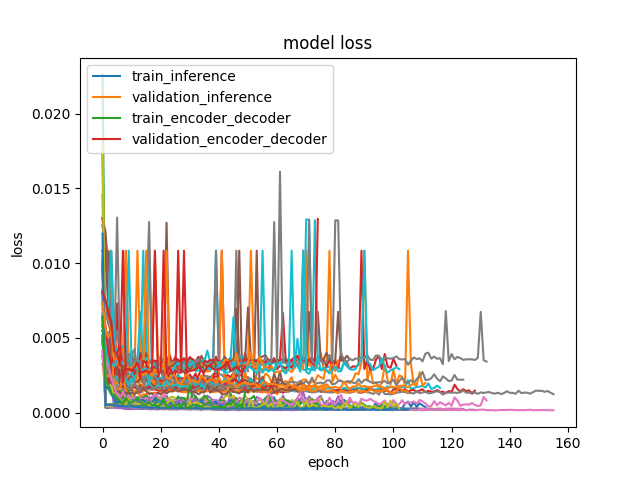 model loss
train_inference
validation_inference
train_encoder_decoder
validation_encoder_decoder
loss
0.020
0.015
0.010
0.005
0.000
0 20 40 60 80 100 120 140 160
epoch